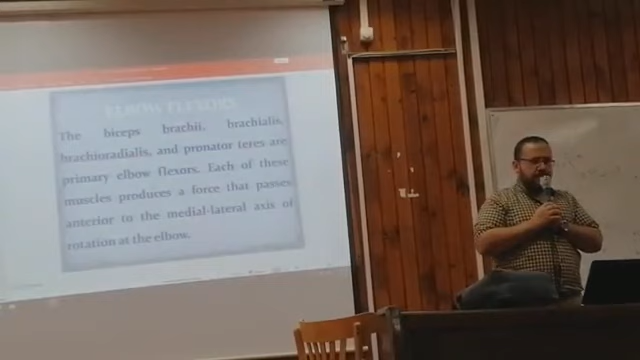 ELBOW FLEXORS
The biceps brachii, brachialis,
brachioradialis, and pronator teres are
primary elbow flexors. Each of these
muscles produces a force that passes
anterior to the medial-lateral axis of
rotation at the elbow.